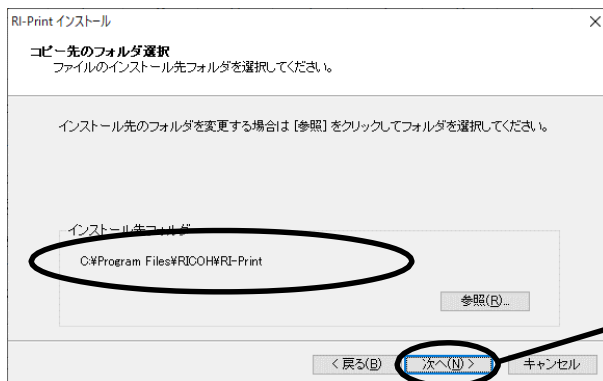 RI-Print インストール
コピー先のフォルダ選択
ファイルのインストール先フォルダを選択してください。
インストール先のフォルダを変更する場合は [参照] をクリックしてフォルダを選択してください。
インストール先フォルダ
C:¥Program Files¥RICOH¥RI-Print
参照(R)...
< 戻る(B)
次へ(N) >
キャンセル